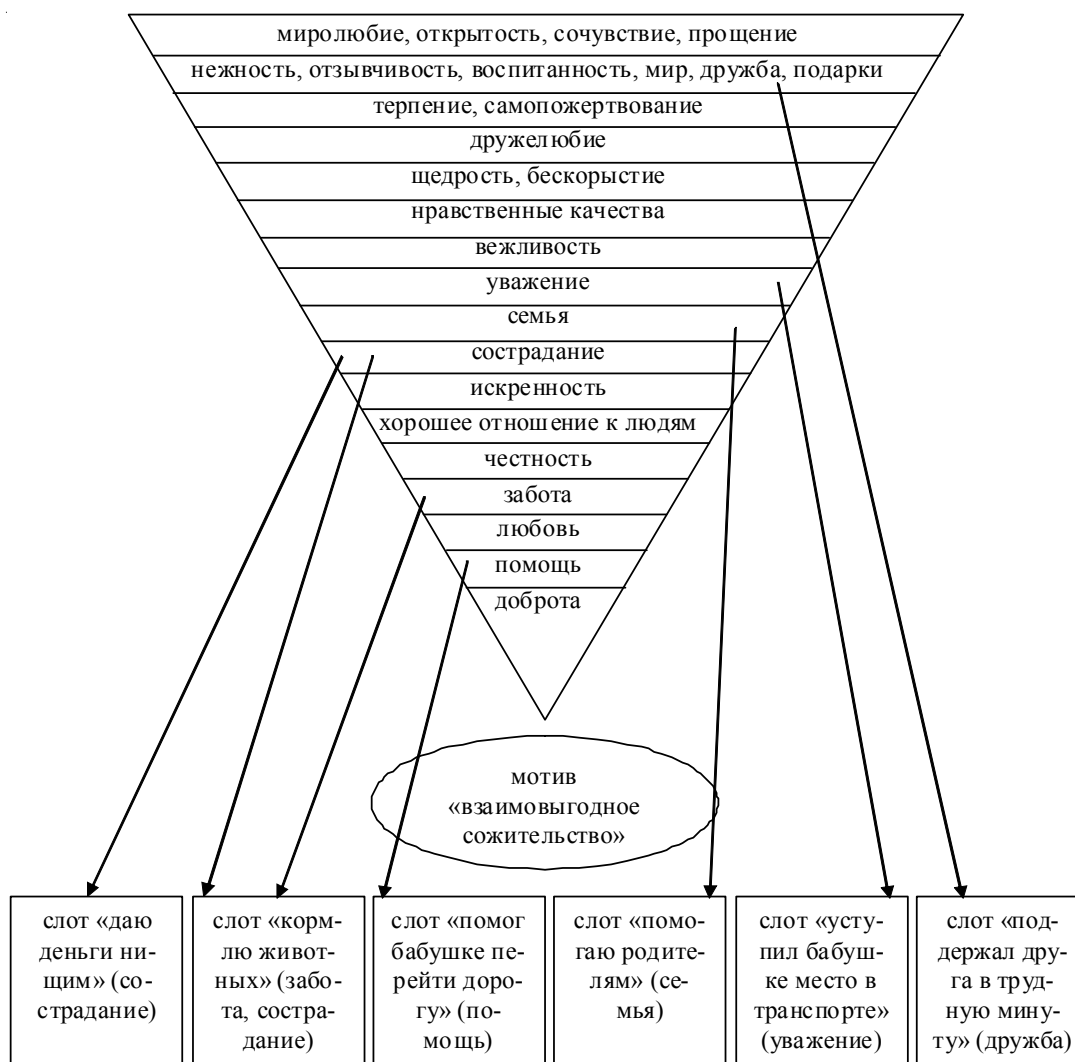 миролюбие, открытость, сочувствие, прощение
нежность, отзывчивость, воспитанность, мир, дружба, подарки
терпение, самопожертвование
дружелюбие
щедрость, бескорыстие
нравственные качества
вежливость
уважение
семья
сострадание
искренность
хорошее отношение к людям
честность
забота
любовь
помощь
доброта
мотив
«взаимовыгодное
сожительство»
слот «даю
деньги ни-
щим» (со-
страдание)
слот «корм-
лю живот-
ных» (забо-
та, состра-
дание)
слот «помог
бабушке пе-
рейти доро-
гу» (по-
мощь)
слот «помо-
гаю родите-
лям» (се-
мья)
слот «усту-
пил бабуш-
ке место в
транспорте»
(уважение)
слот «под-
держал дру-
га в труд-
ную мину-
ту» (дружба)